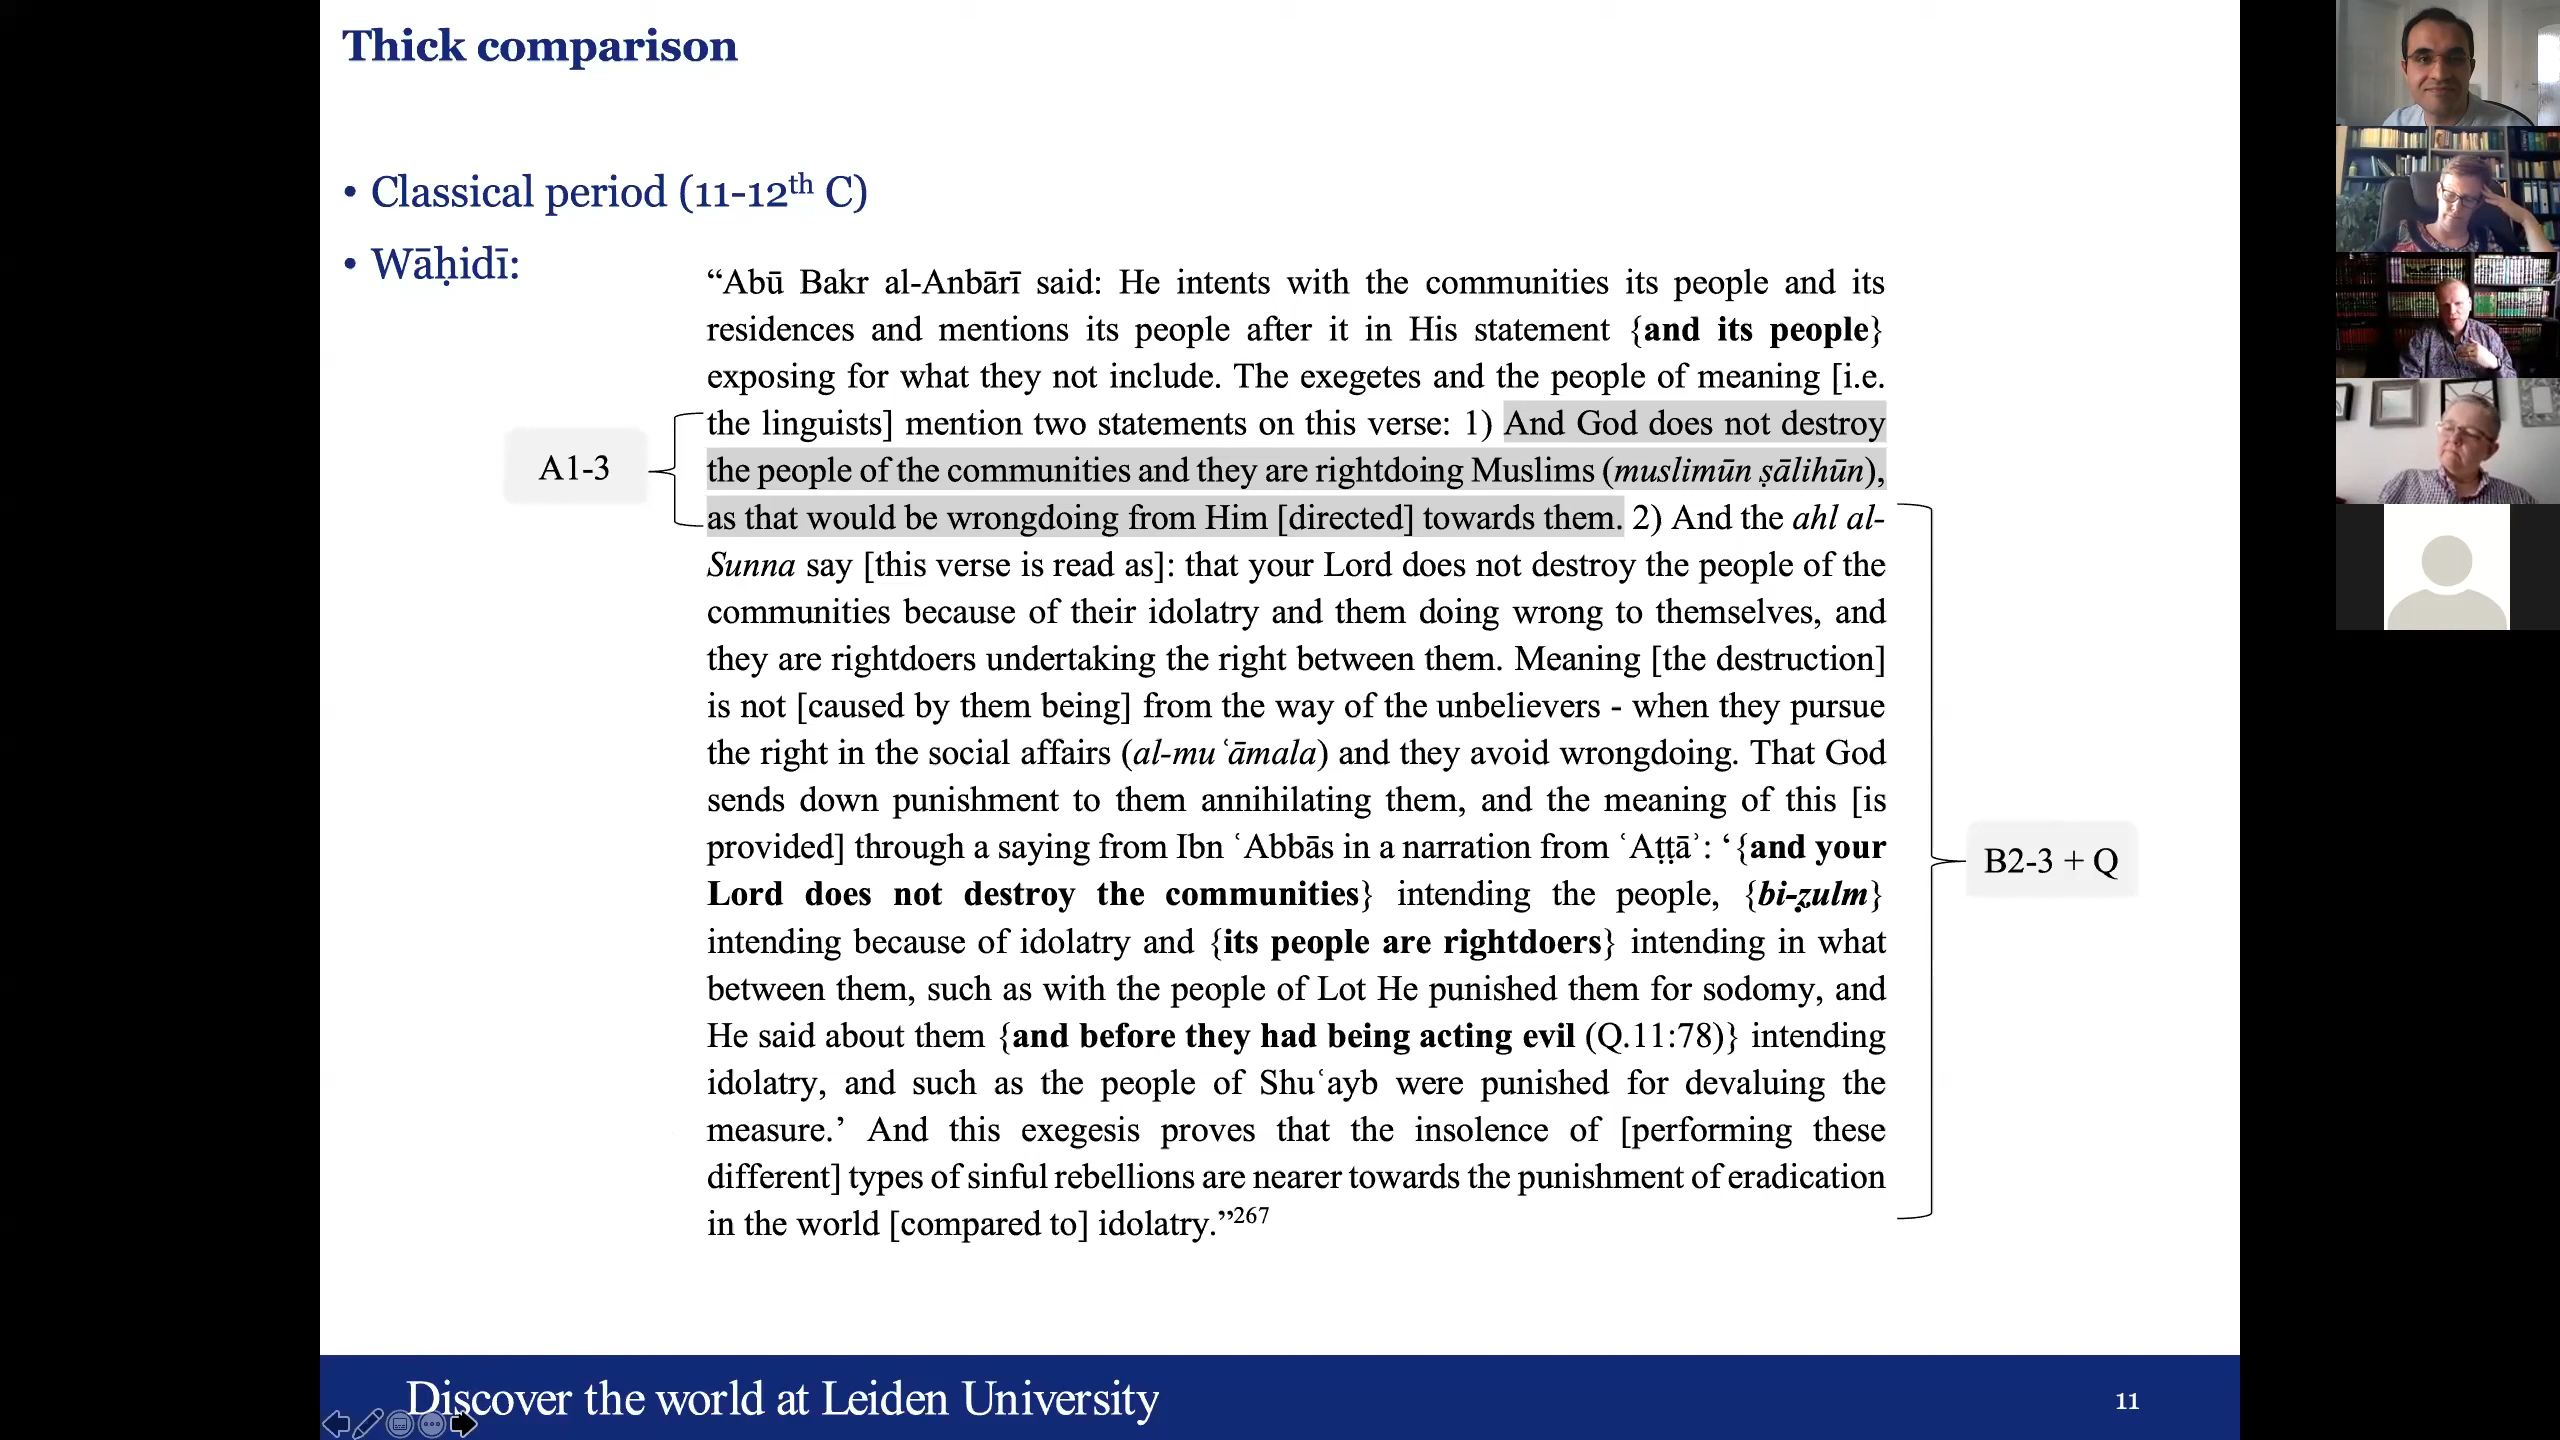 Thick comparison
• Classical period (11-12th C)
• Wāḥidī:
“Abū Bakr al-Anbārī said: He intents with the communities its people and its
residences and mentions its people after it in His statement {and its people}
exposing for what they not include. The exegetes and the people of meaning [i.e.
the linguists] mention two statements on this verse: 1) And God does not destroy
the people of the communities and they are rightdoing Muslims (muslimūn ṣālihūn),
as that would be wrongdoing from Him [directed] towards them. 2) And the ahl al-
Sunna say [this verse is read as]: that your Lord does not destroy the people of the
communities because of their idolatry and them doing wrong to themselves, and
they are rightdoers undertaking the right between them. Meaning [the destruction]
is not [caused by them being] from the way of the unbelievers - when they pursue
the right in the social affairs (al-muʿāmala) and they avoid wrongdoing. That God
sends down punishment to them annihilating them, and the meaning of this [is
provided] through a saying from Ibn ʿAbbās in a narration from ʿAṭṭāʾ: ‘{and your
Lord does not destroy the communities} intending the people, {bi-ẓulm}
intending because of idolatry and {its people are rightdoers} intending in what
between them, such as with the people of Lot He punished them for sodomy, and
He said about them {and before they had being acting evil (Q.11:78)} intending
idolatry, and such as the people of Shuʿayb were punished for devaluing the
measure.’ And this exegesis proves that the insolence of [performing these
different] types of sinful rebellions are nearer towards the punishment of eradication
in the world [compared to] idolatry.”267
A1-3
B2-3 + Q
Discover the world at Leiden University
11